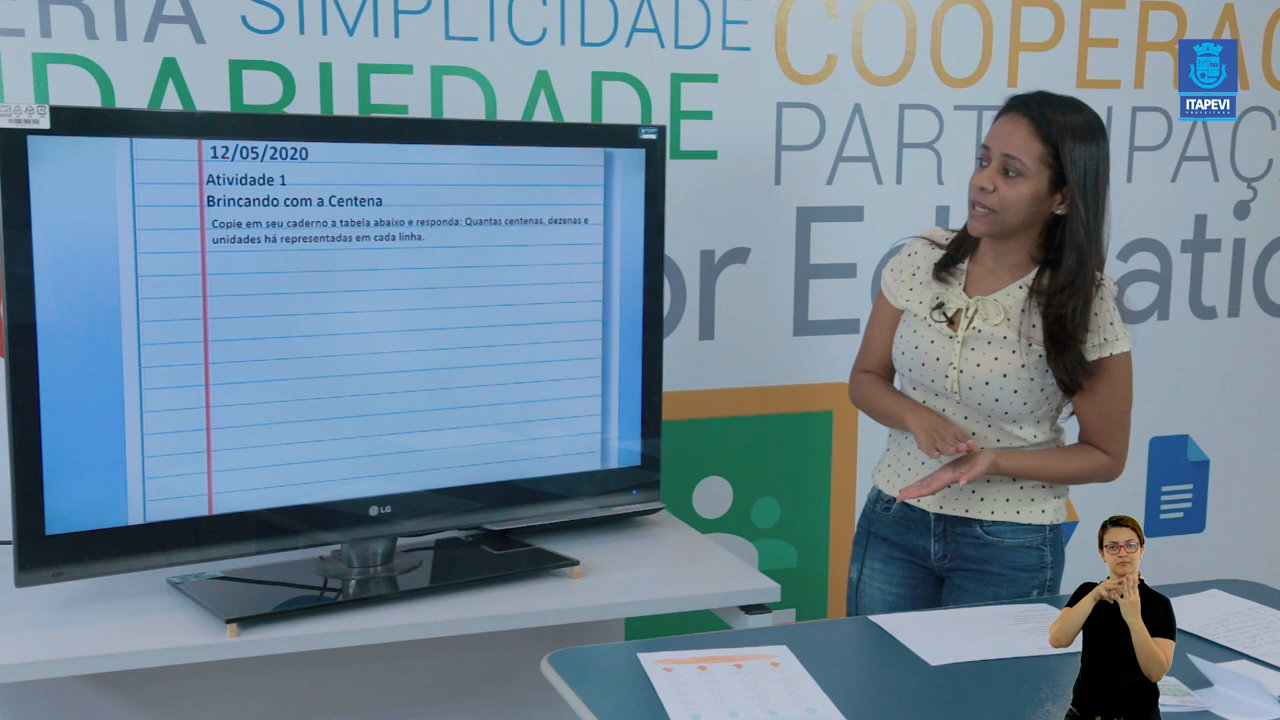 ERIA SIMPLICIDADE
COOPERAÇ
IDARIEDADE
PARTICIPAÇ
or Educatio
ITAPEVI
PREFEITURA
12/05/2020
Atividade 1
Brincando com a Centena
Copie em seu caderno a tabela abaixo e responda: Quantas centenas, dezenas e
unidades há representadas em cada linha.
LG